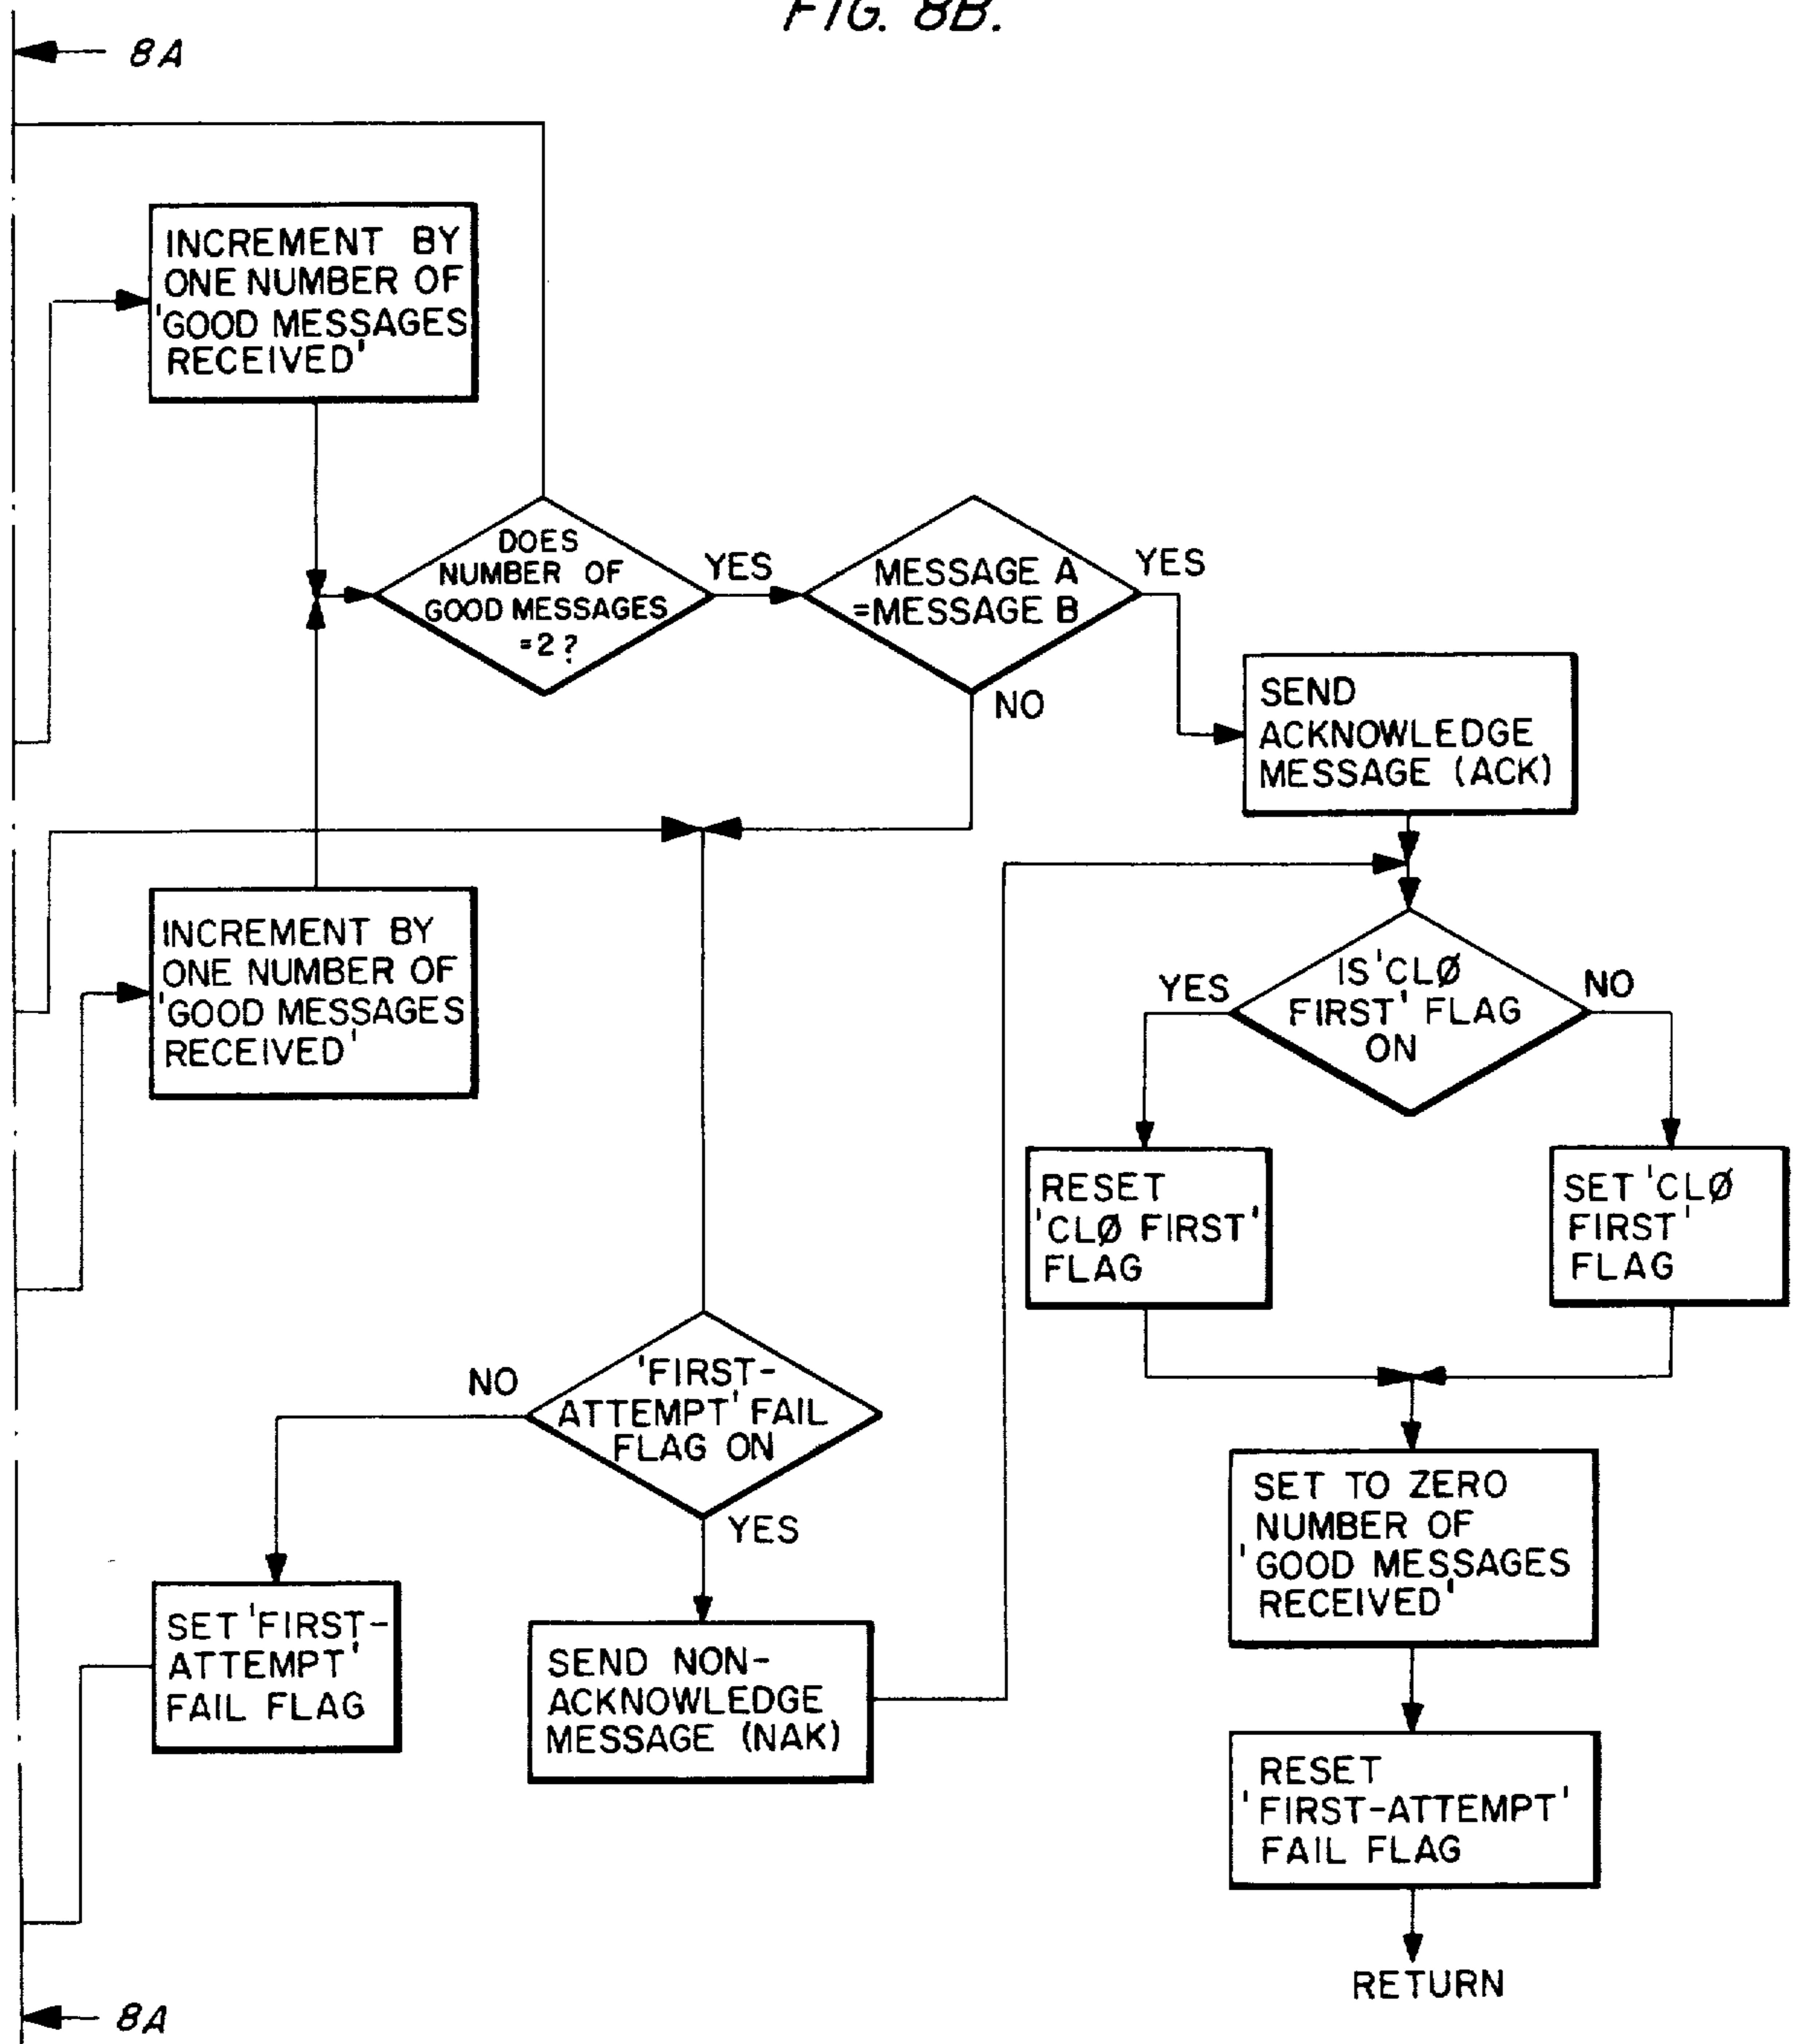 FIG. 8B.
8A
INCREMENT BY
ONE NUMBER OF
'GOOD MESSAGES
RECEIVED'
DOES
NUMBER OF
GOOD MESSAGES
=2?
YES
MESSAGE A
=MESSAGE B
YES
NO
SEND
ACKNOWLEDGE
MESSAGE (ACK)
INCREMENT BY
ONE NUMBER OF
'GOOD MESSAGES
RECEIVED'
IS 'CLØ
FIRST' FLAG
ON
YES
NO
RESET
'CLØ FIRST'
FLAG
SET 'CLØ
FIRST'
FLAG
'FIRST-
ATTEMPT' FAIL
FLAG ON
NO
YES
SET 'FIRST-
ATTEMPT'
FAIL FLAG
SEND NON-
ACKNOWLEDGE
MESSAGE (NAK)
SET TO ZERO
NUMBER OF
'GOOD MESSAGES
RECEIVED'
RESET
'FIRST-ATTEMPT'
FAIL FLAG
RETURN
8A